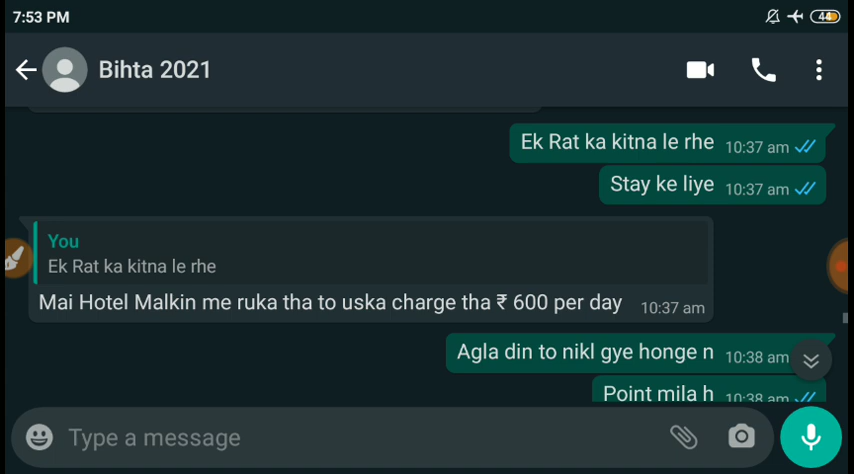 7:53 PM
44
Bihta 2021
Ek Rat ka kitna le rhe 10:37 am
Stay ke liye 10:37 am
You
Ek Rat ka kitna le rhe
Mai Hotel Malkin me ruka tha to uska charge tha ₹ 600 per day 10:37 am
Agla din to nikl gye honge n 10:38 am
Point mila h 10:38 am
Type a message